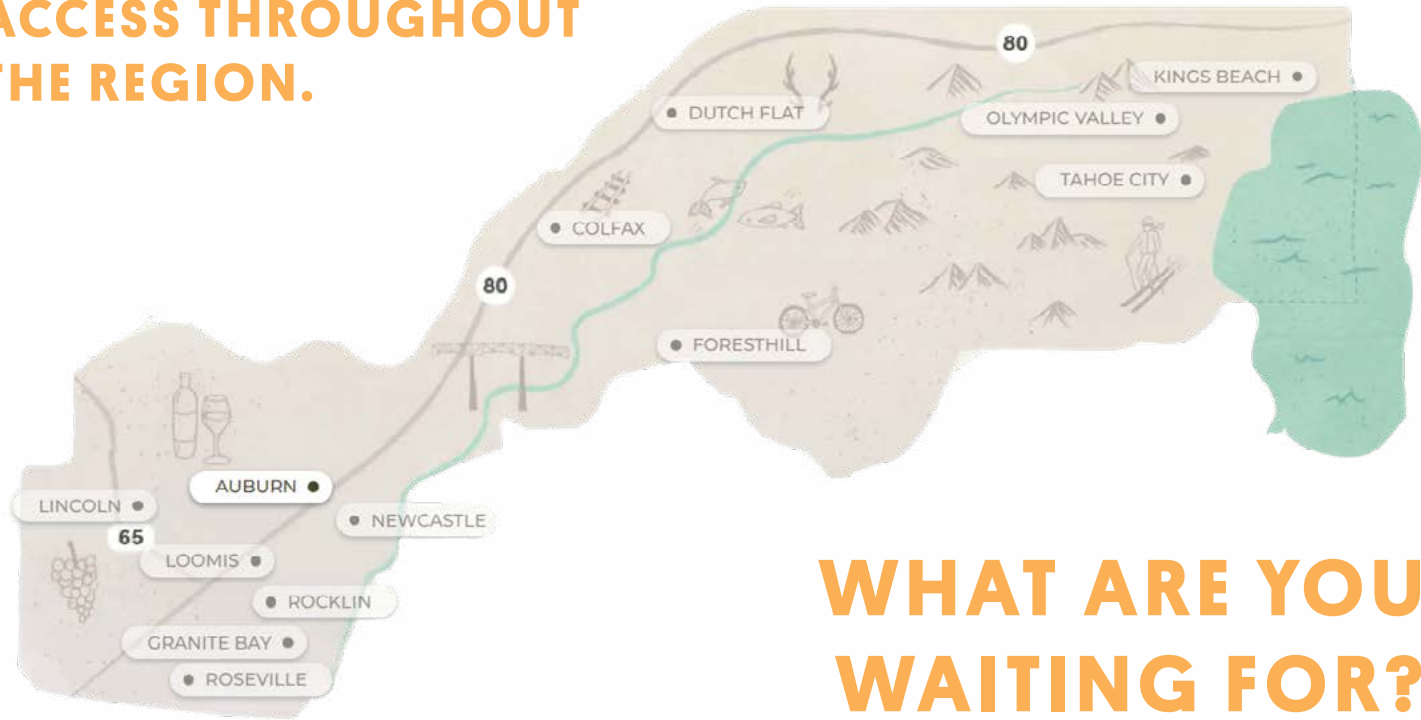 ACCESS THROUGHOUT
THE REGION.
80
KINGS BEACH
DUTCH FLAT
OLYMPIC VALLEY
TAHOE CITY
COLFAX
80
FORESTHILL
AUBURN
LINCOLN
NEWCASTLE
65
LOOMIS
ROCKLIN
GRANITE BAY
ROSEVILLE
WHAT ARE YOU
WAITING FOR?